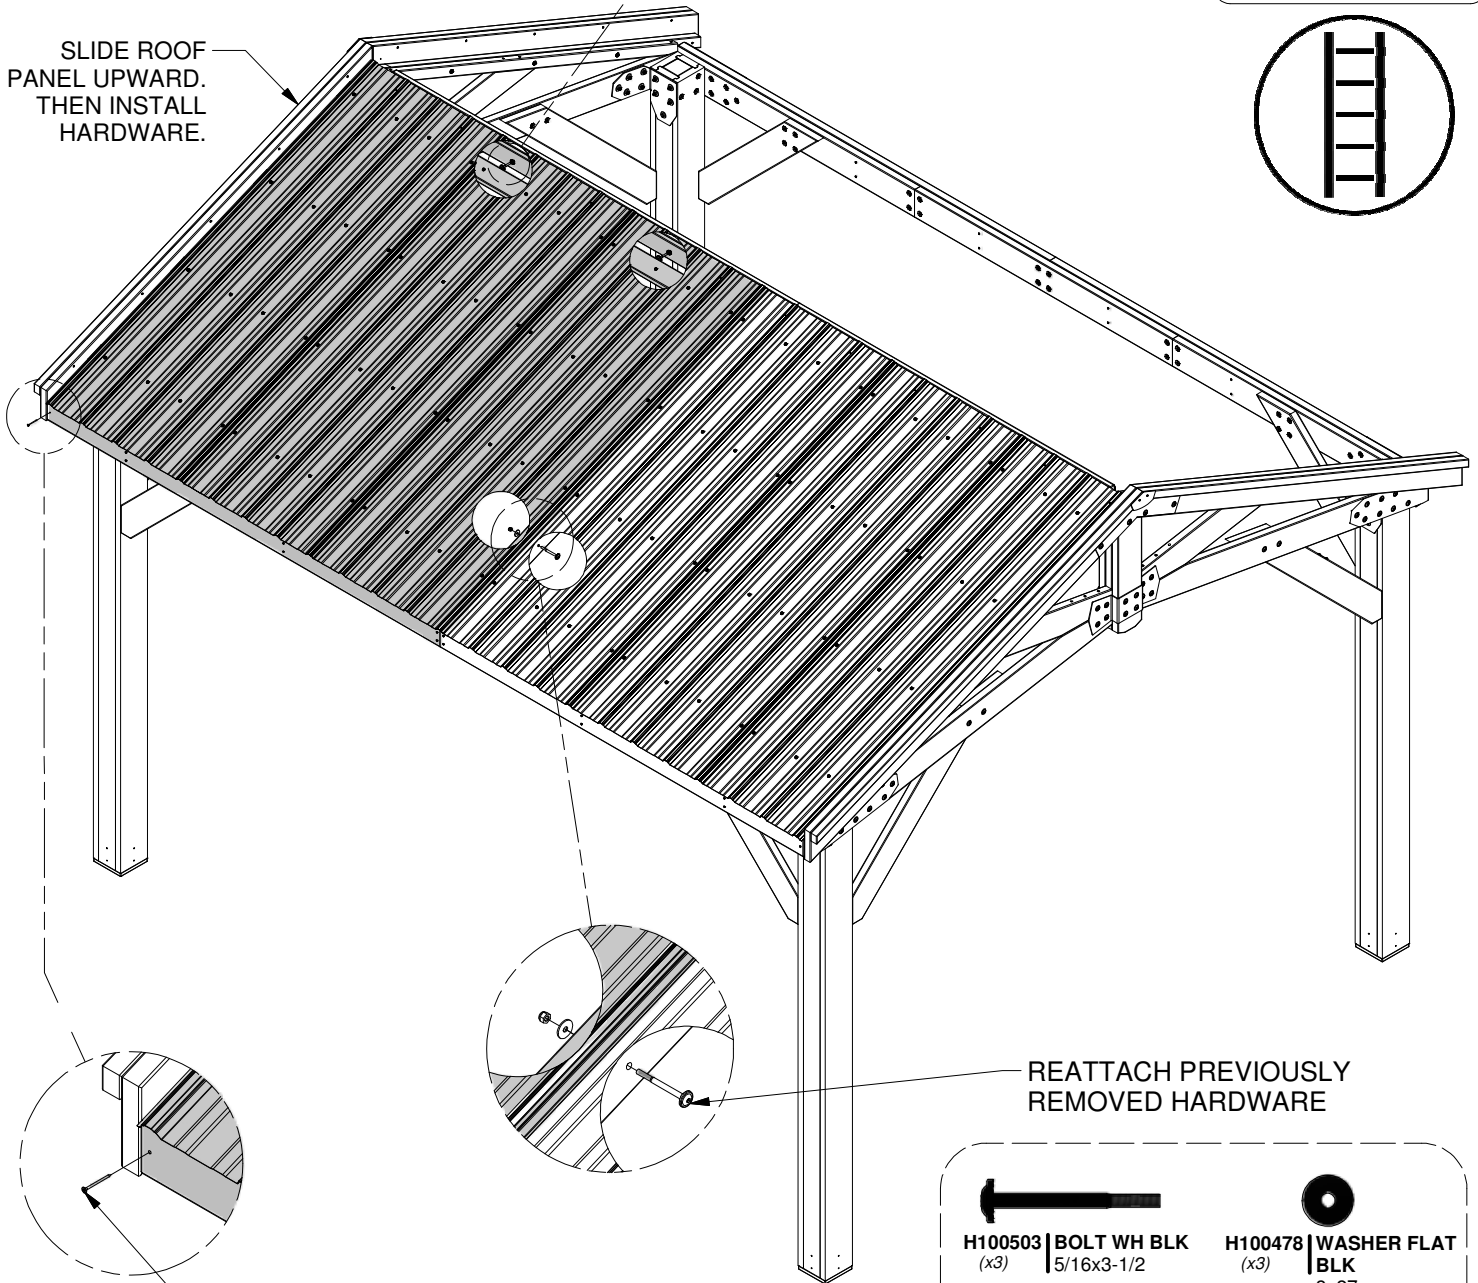 SLIDE ROOF
PANEL UPWARD.
THEN INSTALL
HARDWARE.
REATTACH PREVIOUSLY
REMOVED HARDWARE
H100503 BOLT WH BLK
(x3) 5/16x3-1/2
H100478 WASHER FLAT
(x3) BLK